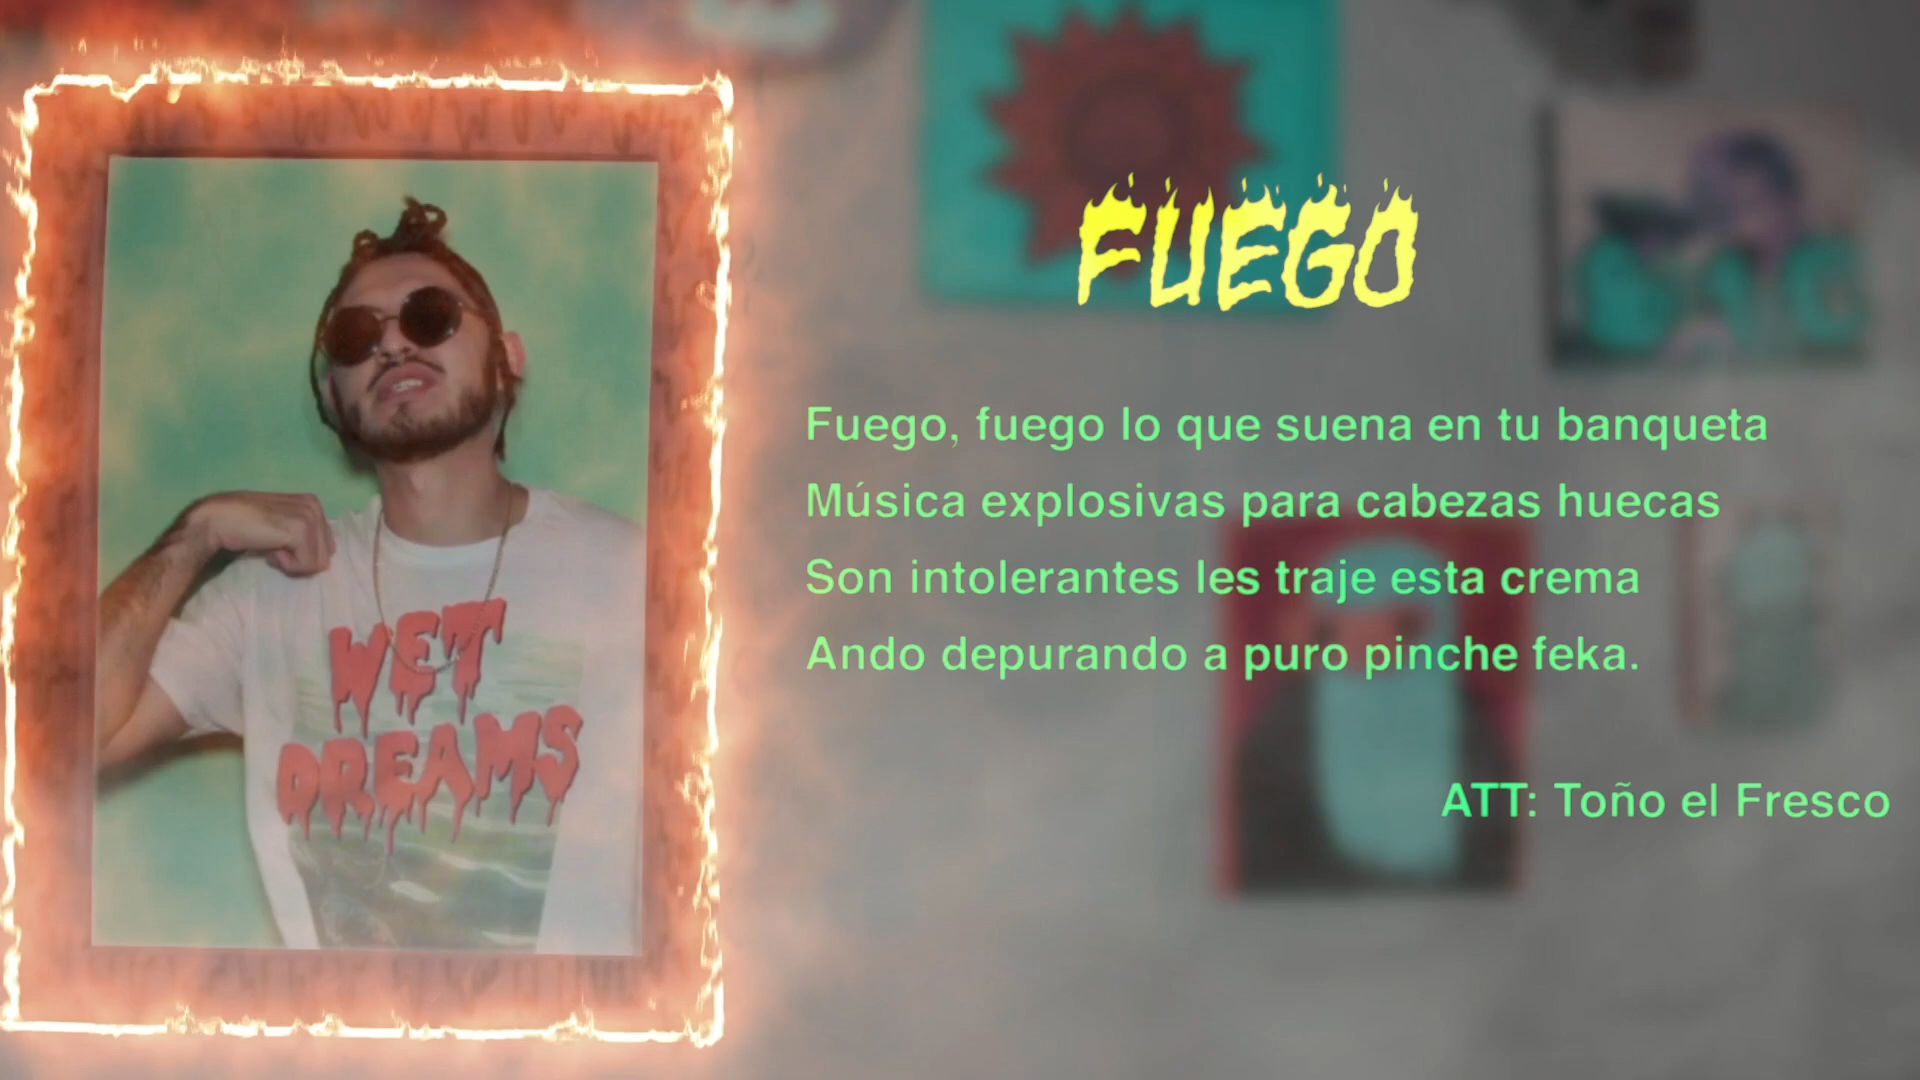 FUEGO
Fuego, fuego lo que suena en tu banqueta
Música explosivas para cabezas huecas
Son intolerantes les traje esta crema
Ando depurando a puro pinche feka.
ATT: Toño el Fresco
WET
DREAMS